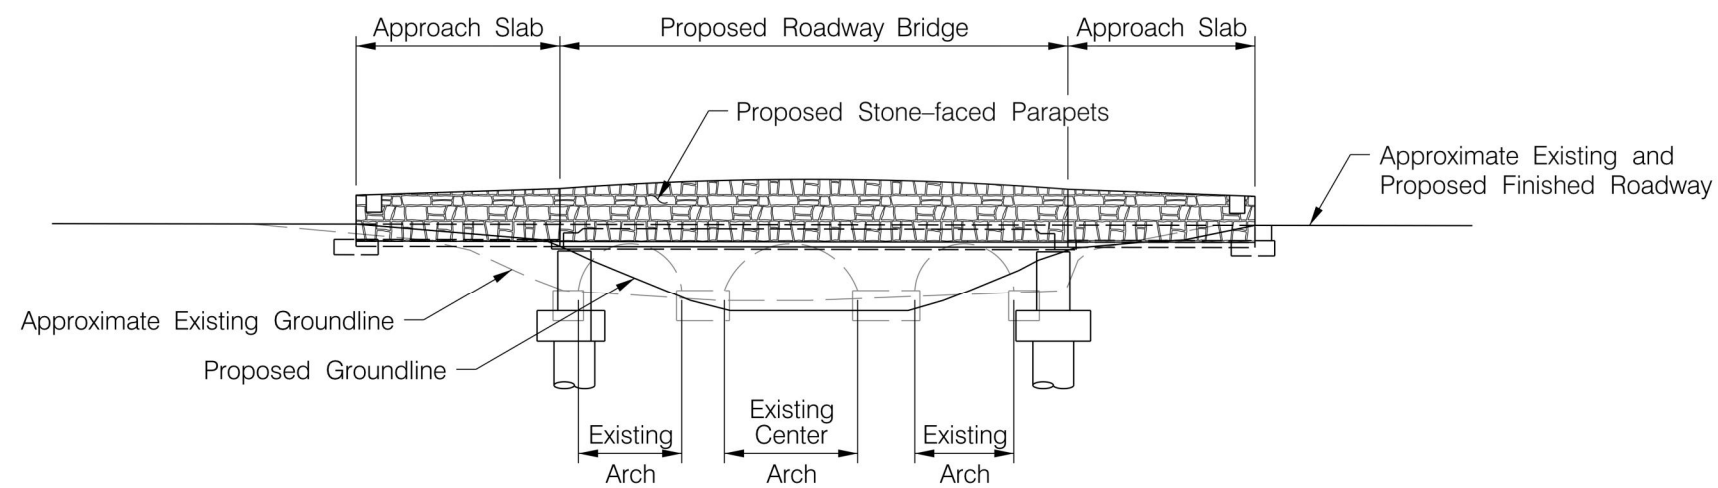 Approach Slab
Proposed Roadway Bridge
Approach Slab
Proposed Stone-faced Parapets
Approximate Existing and
Proposed Finished Roadway
Approximate Existing Groundline
Proposed Groundline
Existing
Arch
Existing
Center
Arch
Existing
Arch